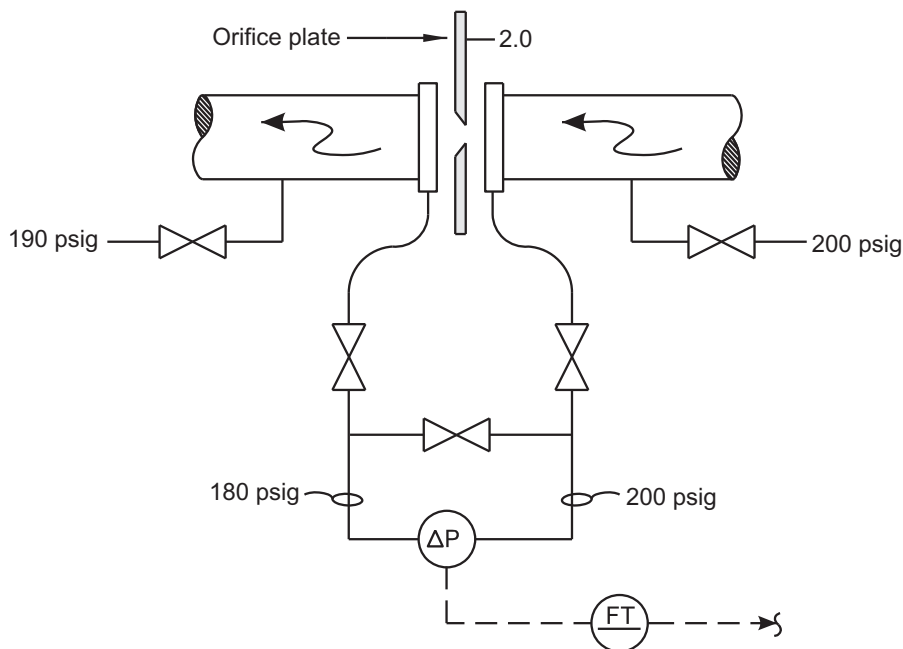 Orifice plate
2.0
190 psig
200 psig
180 psig
200 psig
ΔP
FT